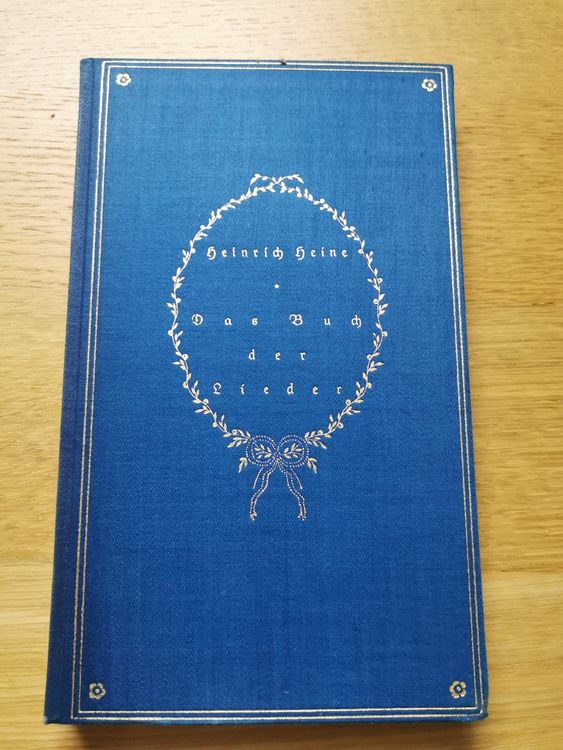 Heinrich Heine
*
Das Buch
der
Lieder